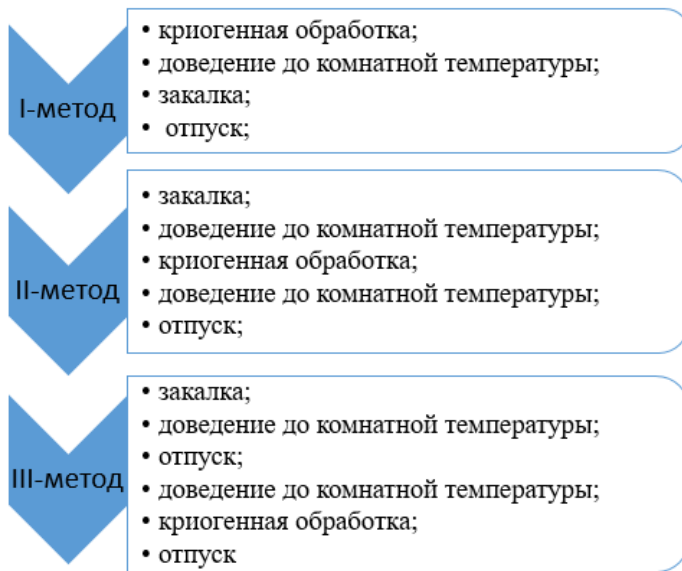 I-метод
• криогенная обработка;
• доведение до комнатной температуры;
• закалка;
• отпуск;
II-метод
• закалка;
• доведение до комнатной температуры;
• криогенная обработка;
• доведение до комнатной температуры;
• отпуск;
III-метод
• закалка;
• доведение до комнатной температуры;
• отпуск;
• доведение до комнатной температуры;
• криогенная обработка;
• отпуск